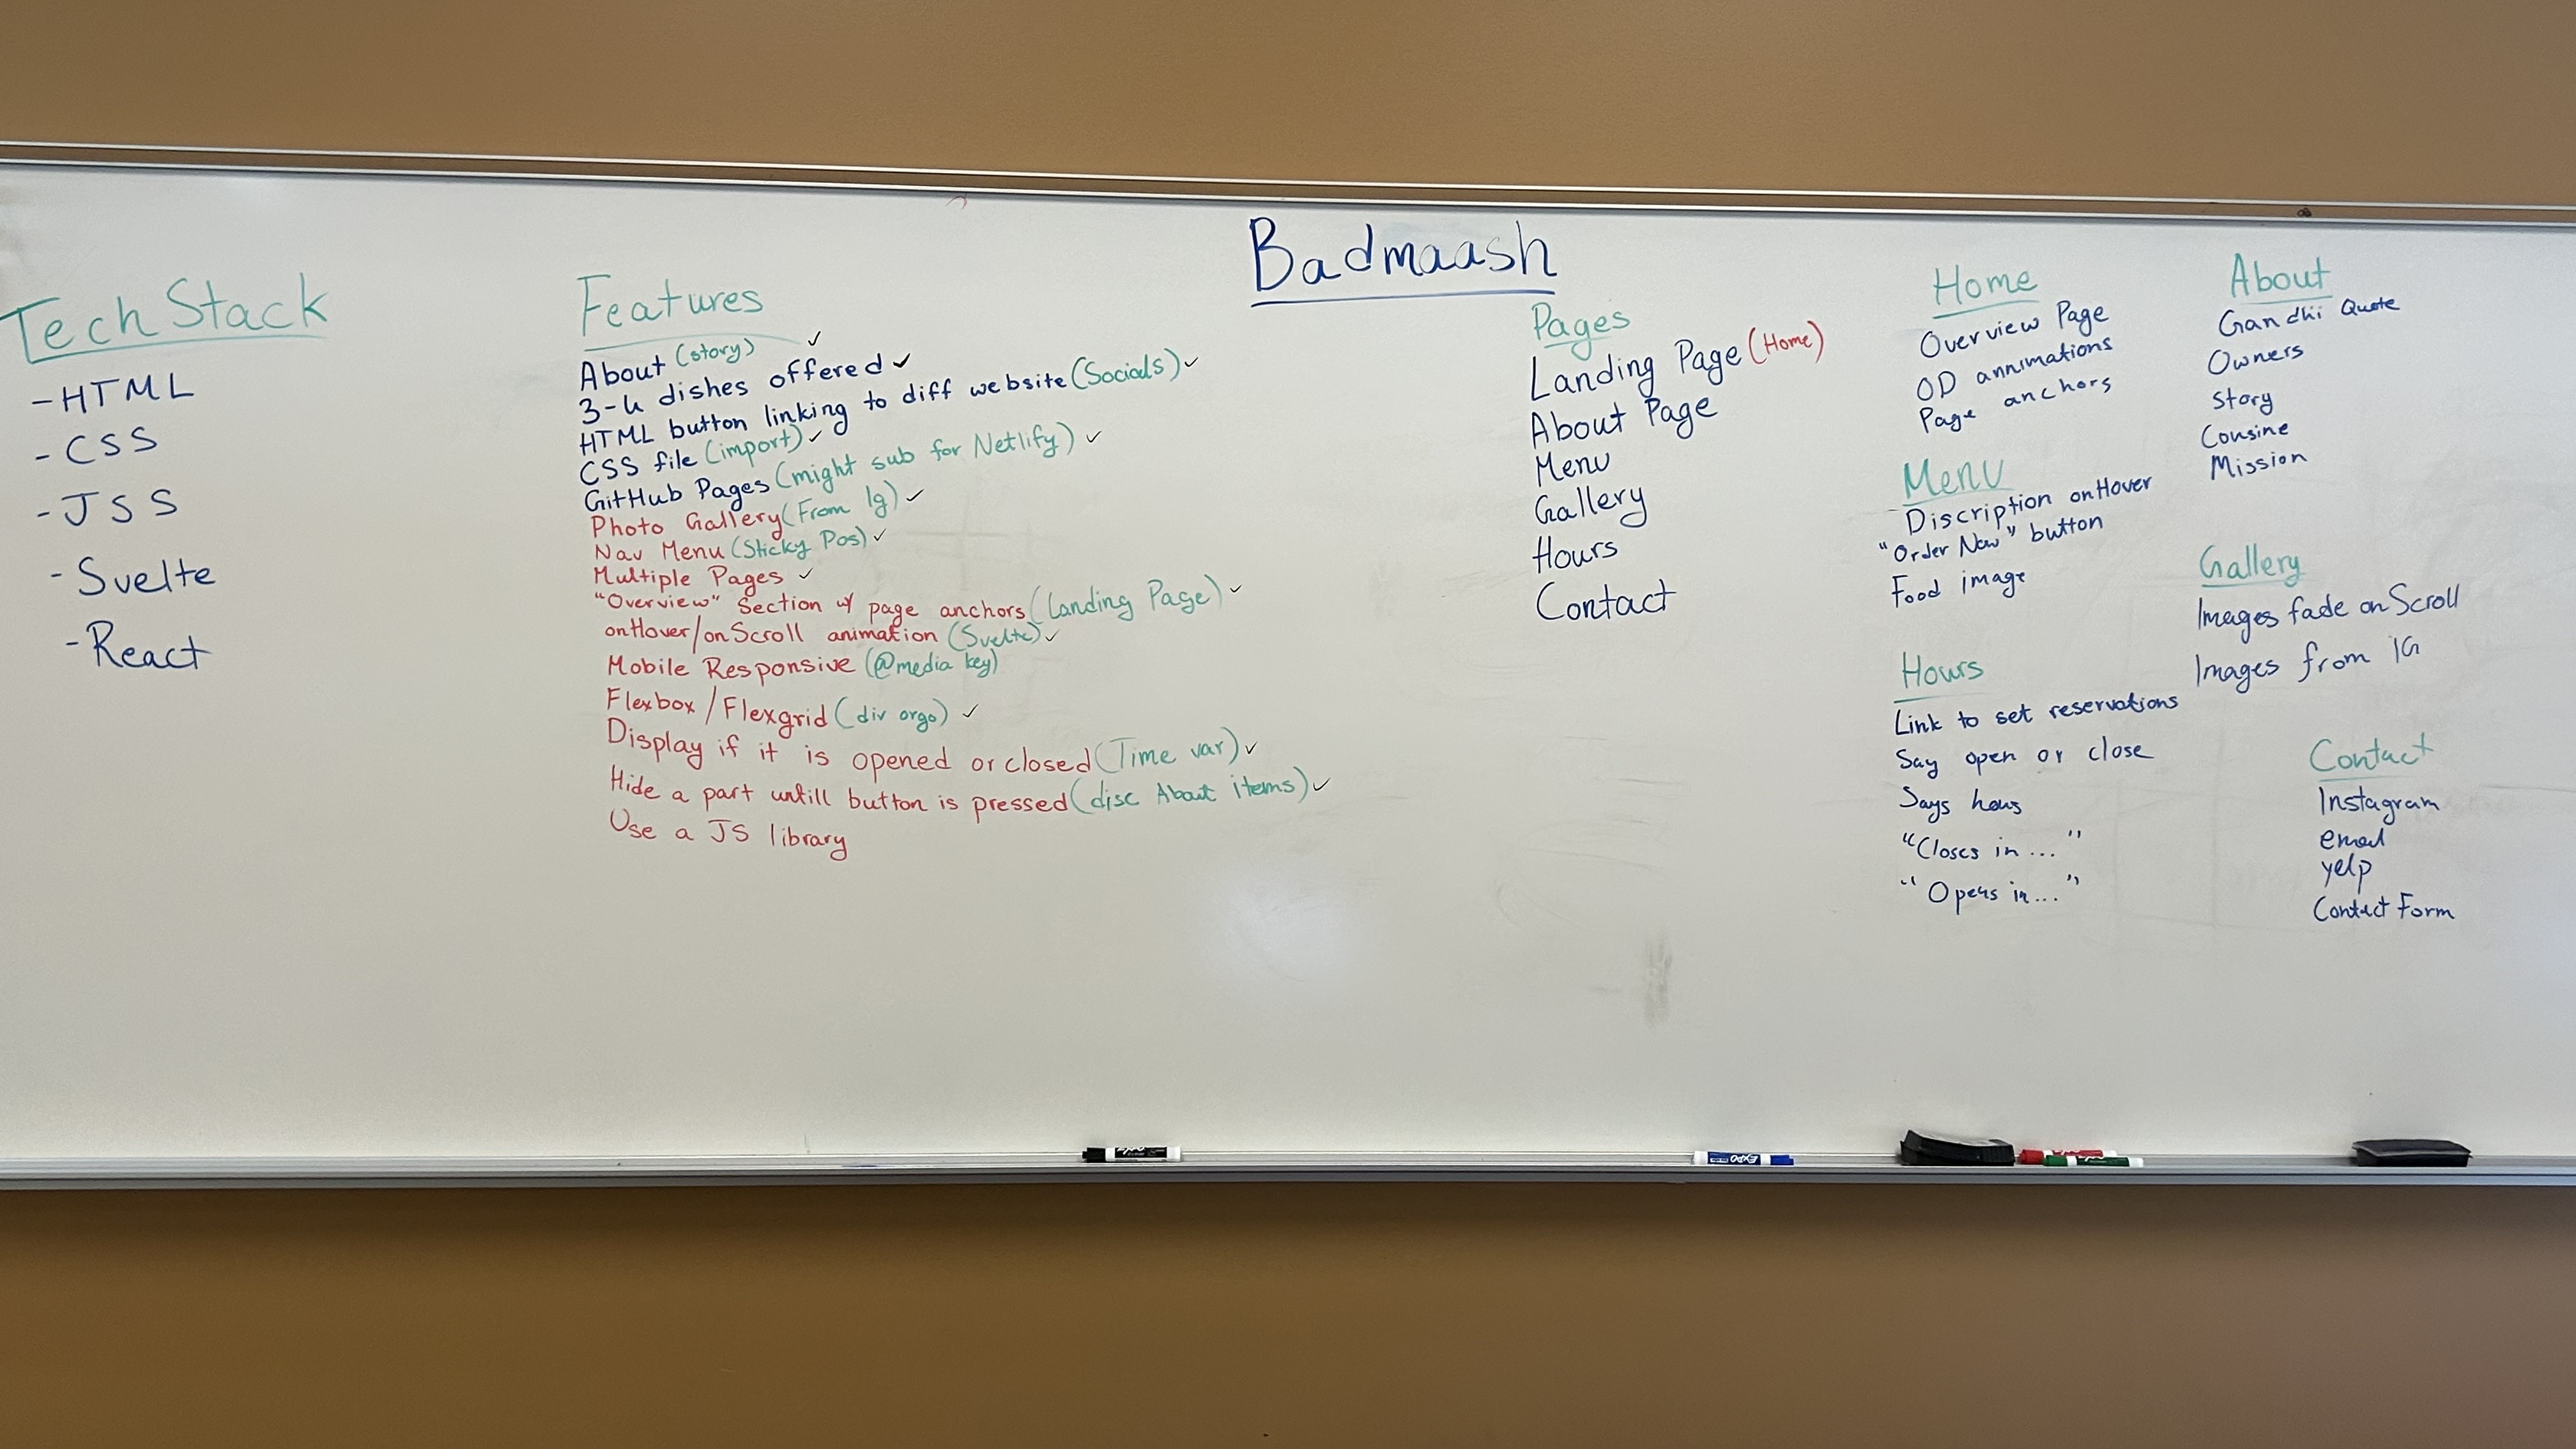 Badmaash
Tech Stack
- HTML
- CSS
- JSS
- Svelte
- React
Features
About (story) ✓
3-4 dishes offered ✓
HTML button linking to diff website (Socials) ✓
CSS file (import) ✓
GitHub Pages (might sub for Netlify) ✓
Photo Gallery (From Ig) ✓
Nav Menu (Sticky Pos) ✓
Multiple Pages ✓
"Overview" Section w/ page anchors (Landing Page) ✓
onHover/onScroll animation (Svelte) ✓
Mobile Responsive (@media key)
Flexbox/Flexgrid (div orgo) ✓
Display if it is opened or closed (Time var) ✓
Hide a part untill button is pressed (disc About items) ✓
Use a JS library
Pages
Landing Page (Home)
About Page
Menu
Gallery
Hours
Contact
Home
Overview Page
OD annimations
Page anchors
Menu
Discription onHover
"Order Now" button
Food image
Hours
Link to set reservations
Say open or close
Says hours
"Closes in ..."
"Opens in..."
About
Gandhi Quote
Owners
Story
Cousine
Mission
Gallery
Images fade on Scroll
Images from IG
Contact
Instagram
email
yelp
Contact Form
EXPO